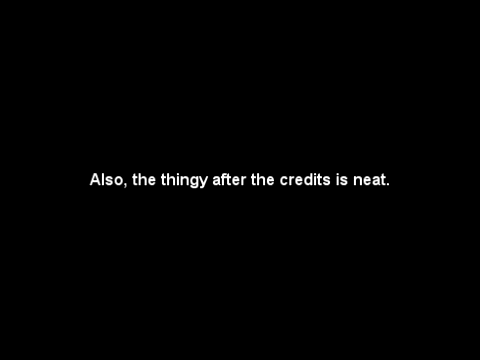 Also, the thingy after the credits is neat.